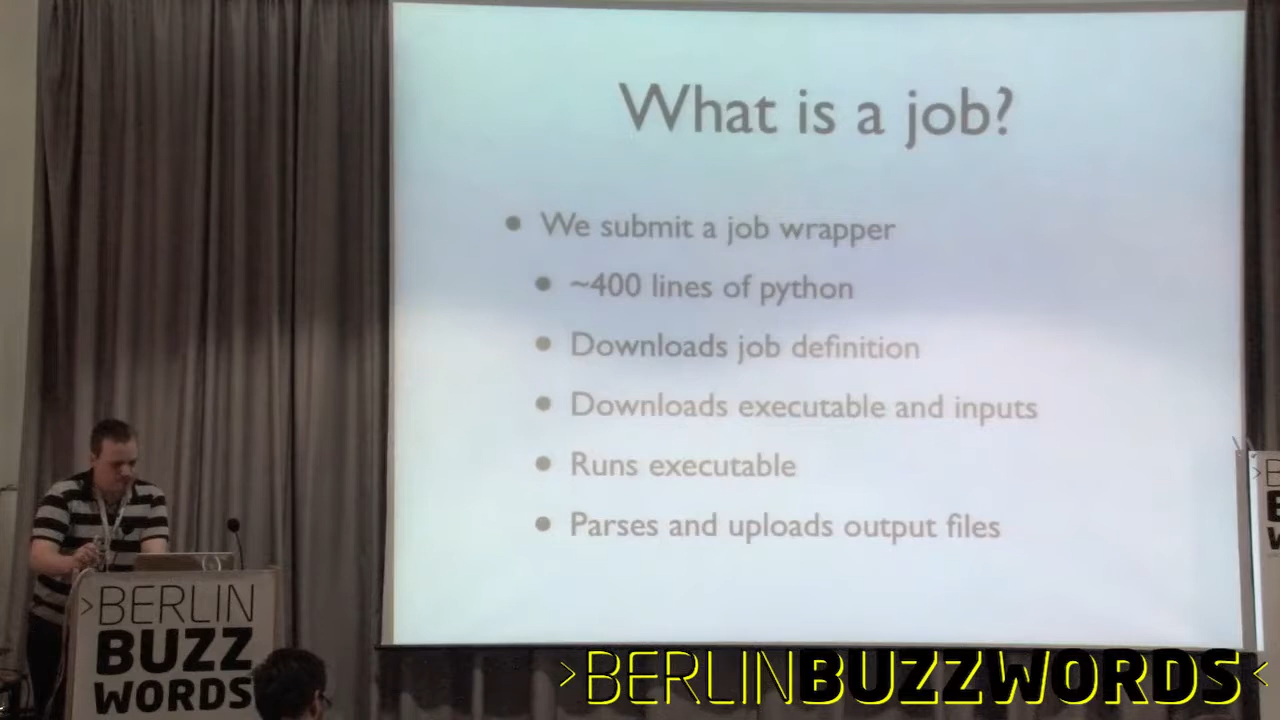 What is a job?
• We submit a job wrapper
• ~400 lines of python
• Downloads job definition
• Downloads executable and inputs
• Runs executable
• Parses and uploads output files
>BERLIN
BUZZ
WORDS
>BERLINBUZZWORDS<